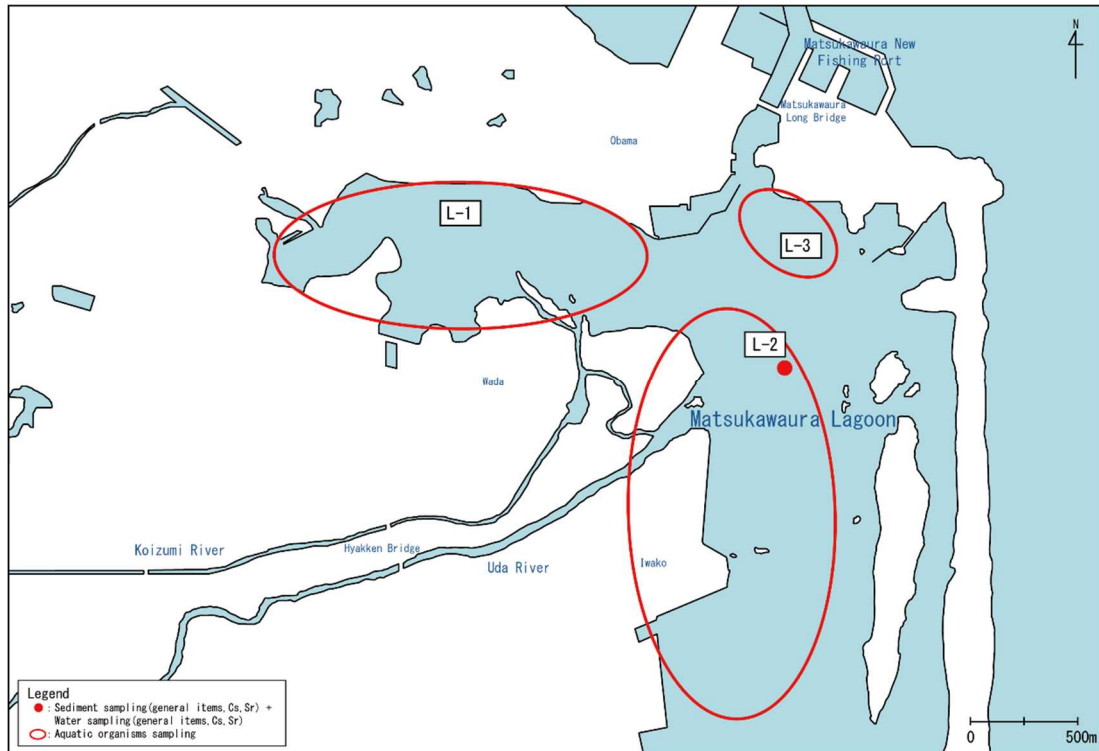 N
4
Matsukawaura New
Fishing Port
Matsukawaura
Long Bridge
Obama
L-1
L-3
L-2
Wada
Matsukawaura Lagoon
Koizumi River
Hyakken Bridge
Uda River
Iwako
Legend
: Sediment sampling(general items,Cs,Sr) +
Water sampling(general items,Cs,Sr)
: Aquatic organisms sampling
0
500m